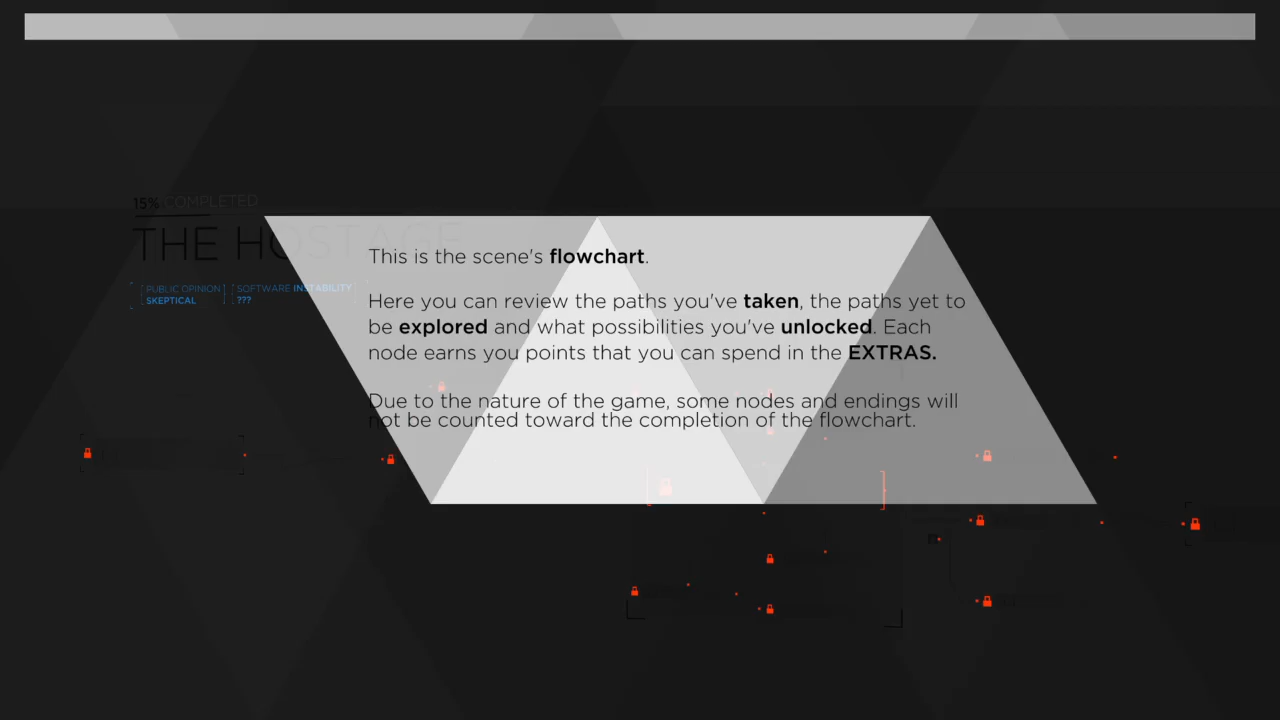 15% COMPLETED
THE HOSTAGE
PUBLIC OPINION
SKEPTICAL
SOFTWARE INSTABILITY
???
This is the scene's flowchart.
Here you can review the paths you've taken, the paths yet to
be explored and what possibilities you've unlocked. Each
node earns you points that you can spend in the EXTRAS.
Due to the nature of the game, some nodes and endings will
not be counted toward the completion of the flowchart.